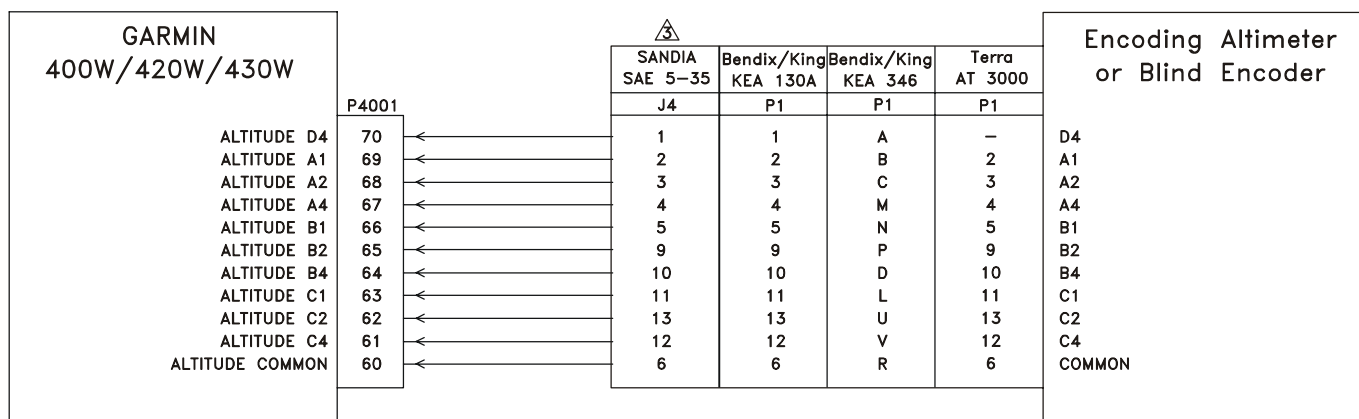 GARMIN
400W/420W/430W
3
Encoding Altimeter
or Blind Encoder
SANDIA Bendix/King Bendix/King Terra
SAE 5-35 KEA 130A KEA 346 AT 3000
P4001 J4 P1 P1 P1
ALTITUDE D4 70 1 1 A - D4
ALTITUDE A1 69 2 2 B 2 A1
ALTITUDE A2 68 3 3 C 3 A2
ALTITUDE A4 67 4 4 M 4 A4
ALTITUDE B1 66 5 5 N 5 B1
ALTITUDE B2 65 9 9 P 9 B2
ALTITUDE B4 64 10 10 D 10 B4
ALTITUDE C1 63 11 11 L 11 C1
ALTITUDE C2 62 13 13 U 13 C2
ALTITUDE C4 61 12 12 V 12 C4
ALTITUDE COMMON 60 6 6 R 6 COMMON